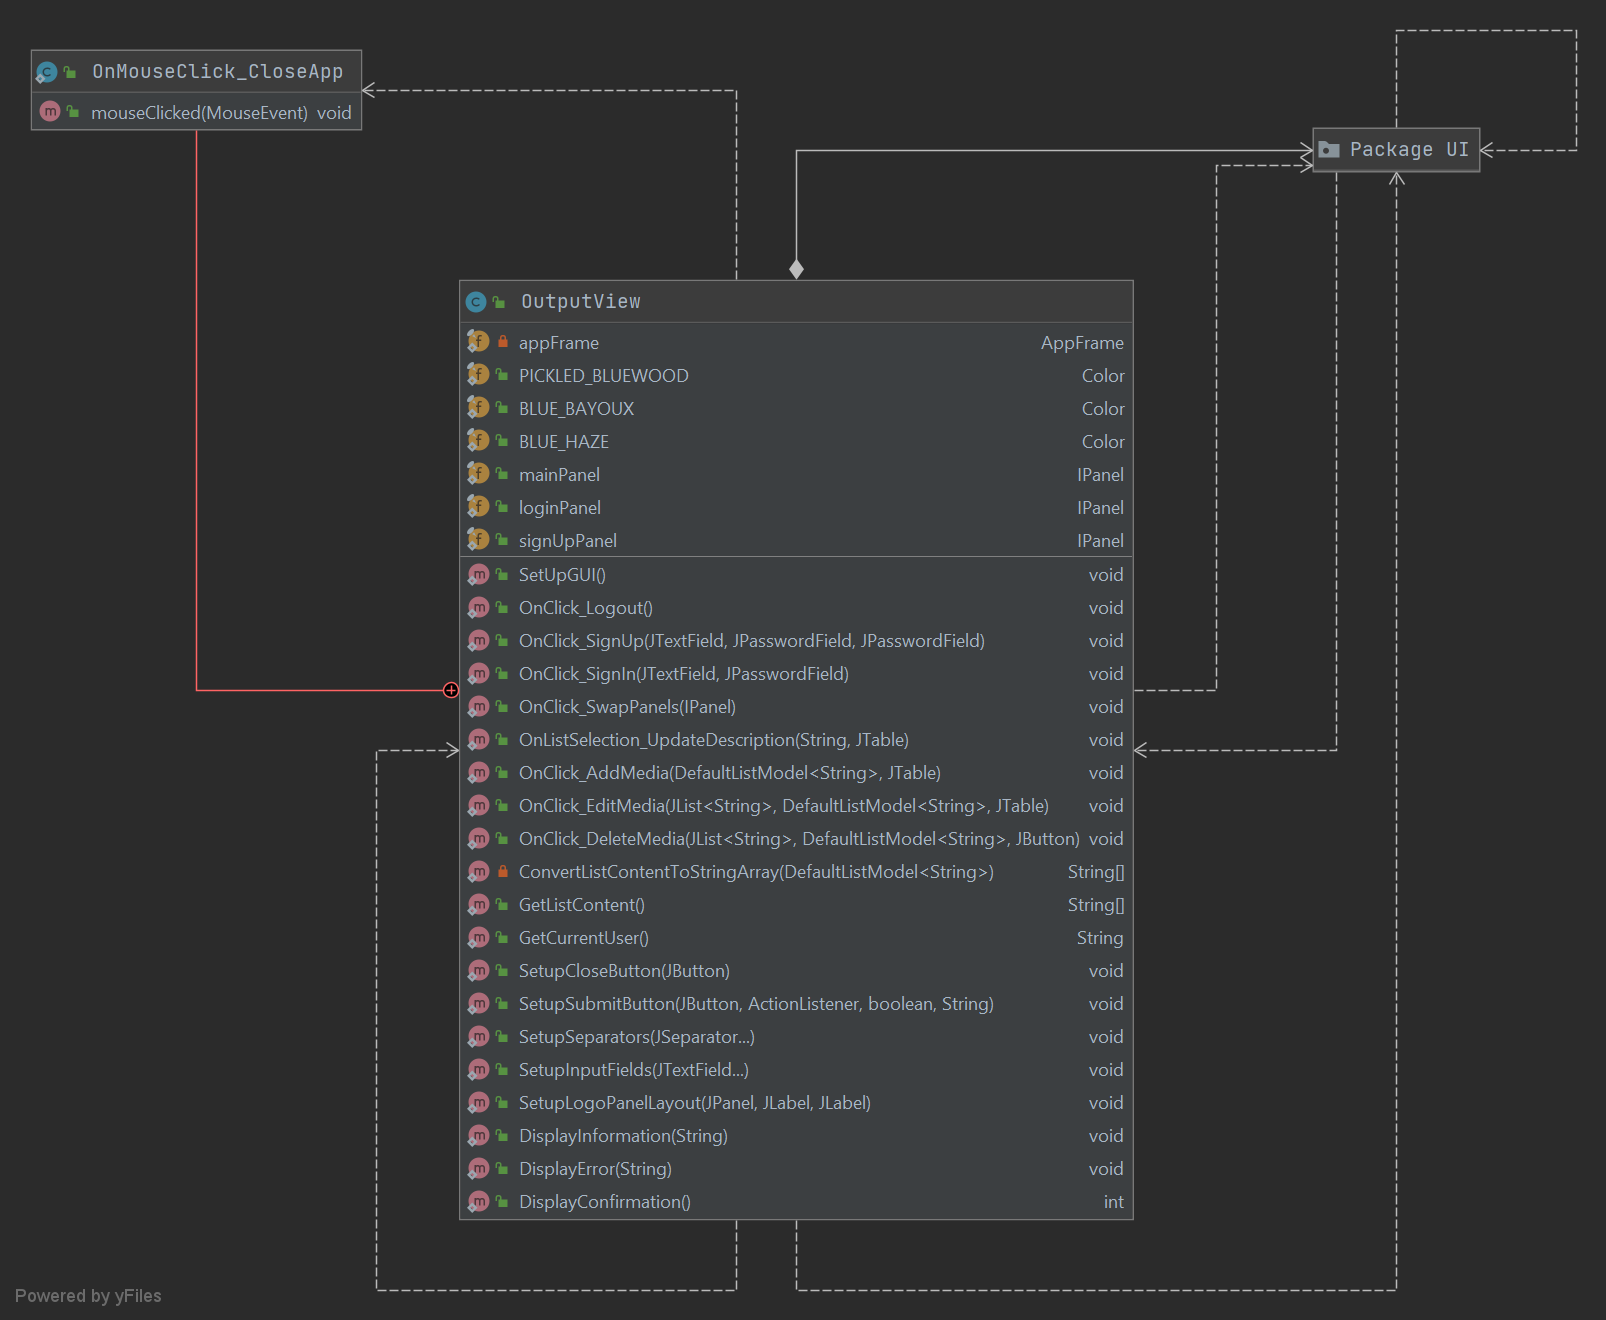 OnMouseClick_CloseApp
mouseClicked(MouseEvent) void
Package UI
OutputView
appFrame AppFrame
PICKLED_BLUEWOOD Color
BLUE_BAYOUX Color
BLUE_HAZE Color
mainPanel IPanel
loginPanel IPanel
signUpPanel IPanel
SetUpGUI() void
OnClick_Logout() void
OnClick_SignUp(JTextField, JPasswordField, JPasswordField) void
OnClick_SignIn(JTextField, JPasswordField) void
OnClick_SwapPanels(IPanel) void
OnListSelection_UpdateDescription(String, JTable) void
OnClick_AddMedia(DefaultListModel<String>, JTable) void
OnClick_EditMedia(JList<String>, DefaultListModel<String>, JTable) void
OnClick_DeleteMedia(JList<String>, DefaultListModel<String>, JButton) void
ConvertListContentToStringArray(DefaultListModel<String>) String[]
GetListContent() String[]
GetCurrentUser() String
SetupCloseButton(JButton) void
SetupSubmitButton(JButton, ActionListener, boolean, String) void
SetupSeparators(JSeparator...) void
SetupInputFields(JTextField...) void
SetupLogoPanelLayout(JPanel, JLabel, JLabel) void
DisplayInformation(String) void
DisplayError(String) void
DisplayConfirmation() int
Powered by yFiles